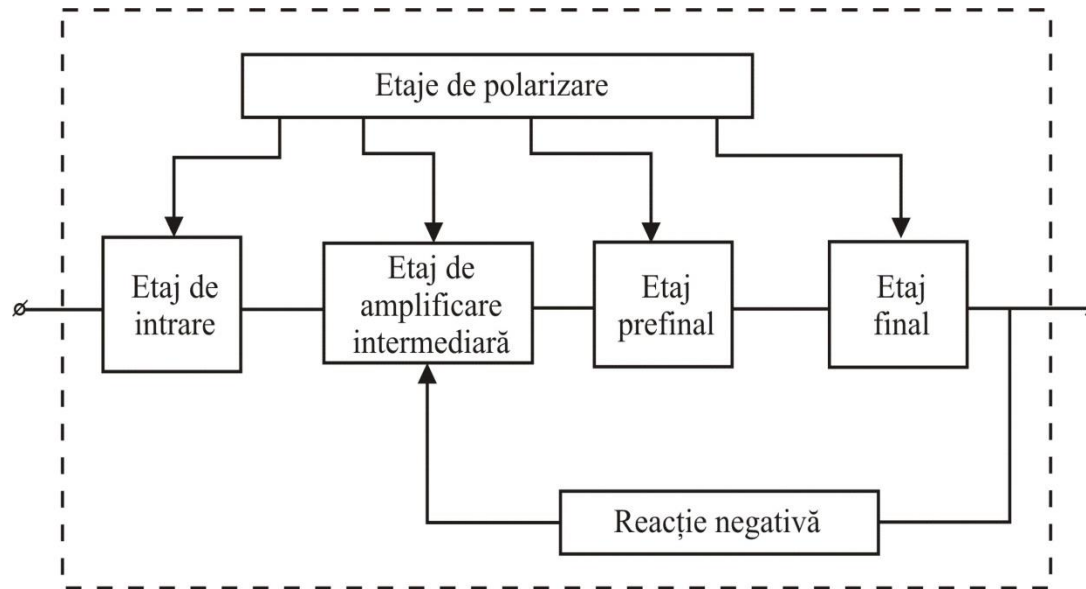 Etaje de polarizare
Etaj de
intrare
Etaj de
amplificare
intermediară
Etaj
prefinal
Etaj
final
Reacție negativă